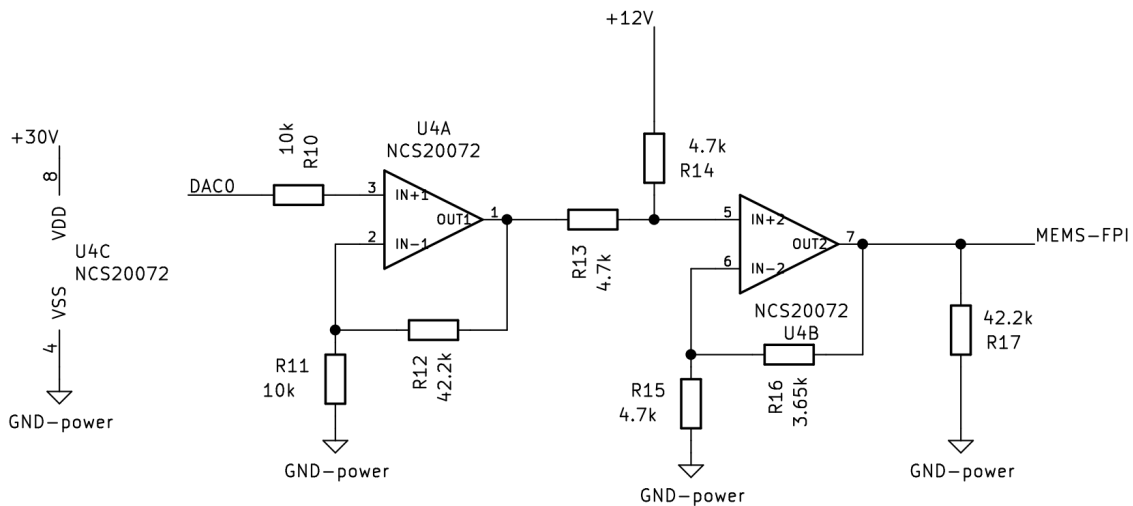 +12V
+30V
8
VDD
U4C
NCS20072
VSS
4
GND-power
DAC0
10k
R10
U4A
NCS20072
3
IN+1
OUT1
1
2
IN-1
R11
10k
R12
42.2k
GND-power
R13
4.7k
4.7k
R14
5
IN+2
OUT2
7
6
IN-2
NCS20072
U4B
R15
4.7k
R16
3.65k
GND-power
MEMS-FPI
42.2k
R17
GND-power